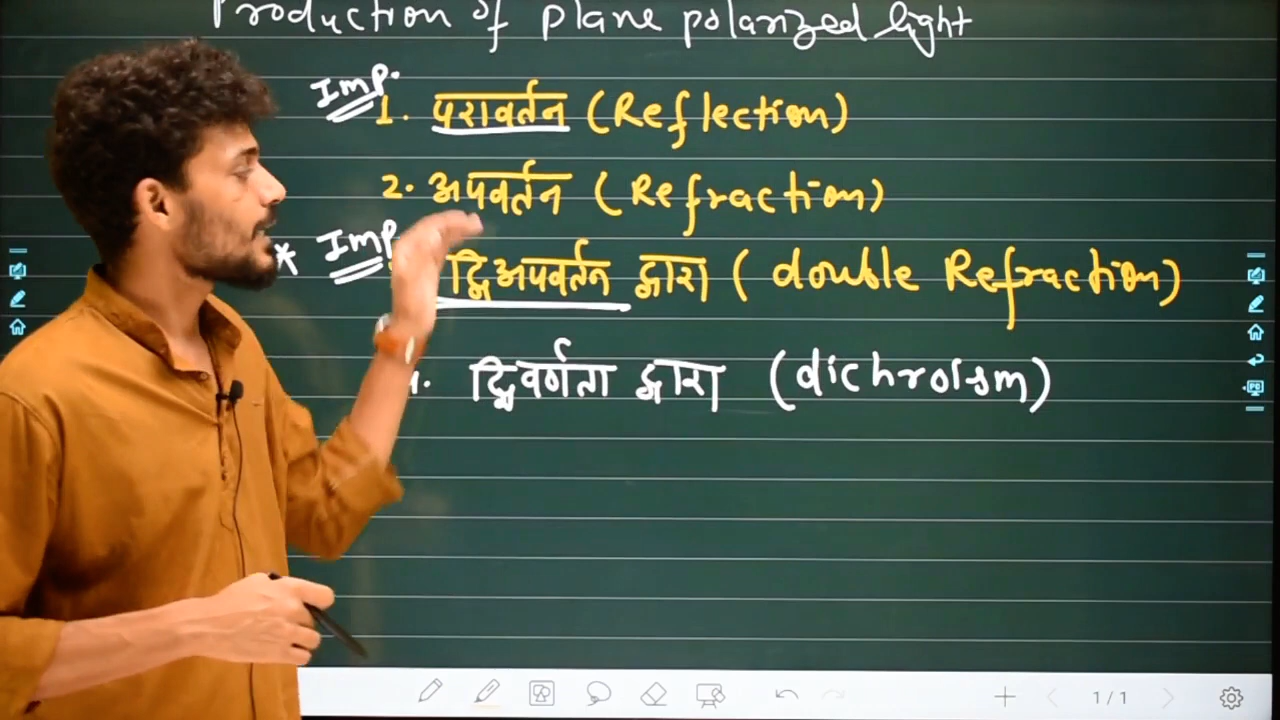 Production of plane polarized light
Imp.
1. परावर्तन (Reflection)
2. अपवर्तन (Refraction)
* Imp
द्विअपवर्तन द्वारा (double Refraction)
द्विवर्णता द्वारा (dichroism)
1/1